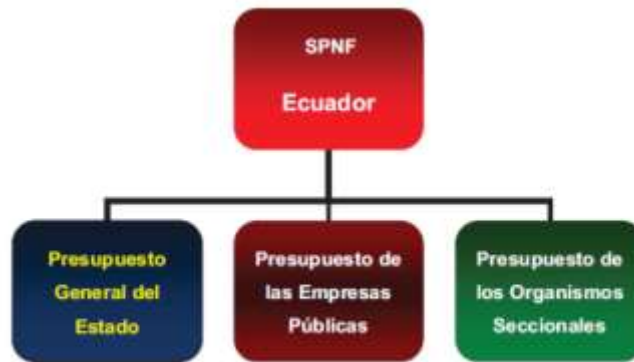 SPNF
Ecuador
Presupuesto
General del
Estado
Presupuesto de
las Empresas
Públicas
Presupuesto de
los Organismos
Seccionales